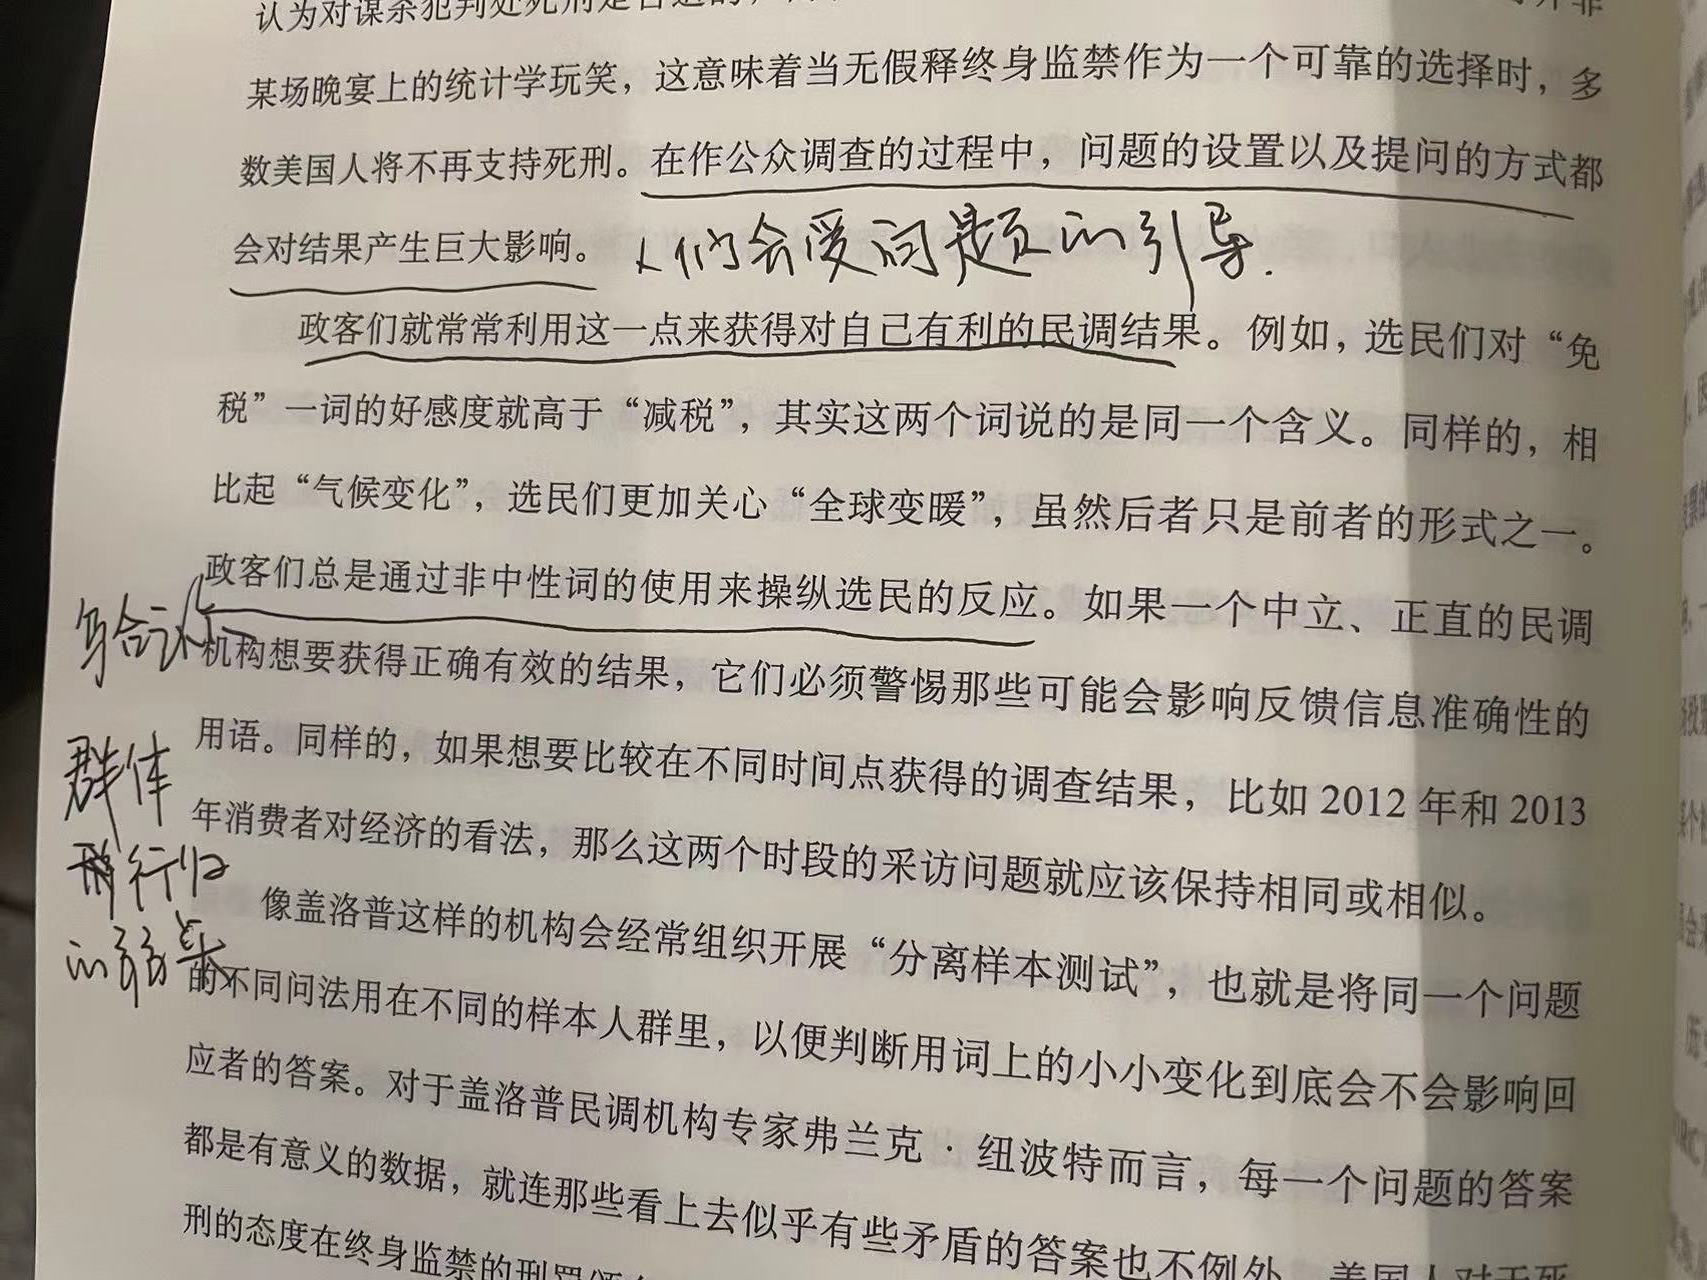 认为对谋杀犯判处死刑是合适的，
某场晚宴上的统计学玩笑，这意味着当无假释终身监禁作为一个可靠的选择时，多
数美国人将不再支持死刑。在作公众调查的过程中，问题的设置以及提问的方式都
会对结果产生巨大影响。
人们会受问题的引导.
政客们就常常利用这一点来获得对自己有利的民调结果。例如，选民们对“免
税”一词的好感度就高于“减税”，其实这两个词说的是同一个含义。同样的，相
比起“气候变化”，选民们更加关心“全球变暖”，虽然后者只是前者的形式之一。
政客们总是通过非中性词的使用来操纵选民的反应。如果一个中立、正直的民调
机构想要获得正确有效的结果，它们必须警惕那些可能会影响反馈信息准确性的
用语。同样的，如果想要比较在不同时间点获得的调查结果，比如 2012 年和 2013
年消费者对经济的看法，那么这两个时段的采访问题就应该保持相同或相似。
像盖洛普这样的机构会经常组织开展“分离样本测试”，也就是将同一个问题
的不同问法用在不同的样本人群里，以便判断用词上的小小变化到底会不会影响回
应者的答案。对于盖洛普民调机构专家弗兰克·纽波特而言，每一个问题的答案
都是有意义的数据，就连那些看上去似乎有些矛盾的答案也不例外。美国人对于死
刑的态度在终身监禁的刑罚
乌合之众
群体
行归
的弱点